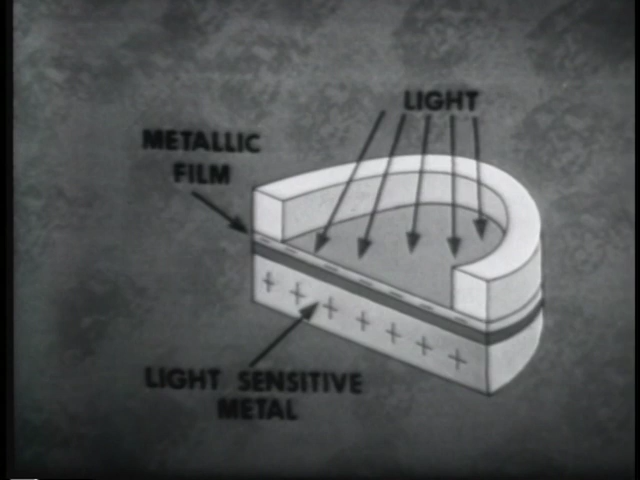 LIGHT
METALLIC
FILM
+ + + + + + +
LIGHT SENSITIVE
METAL